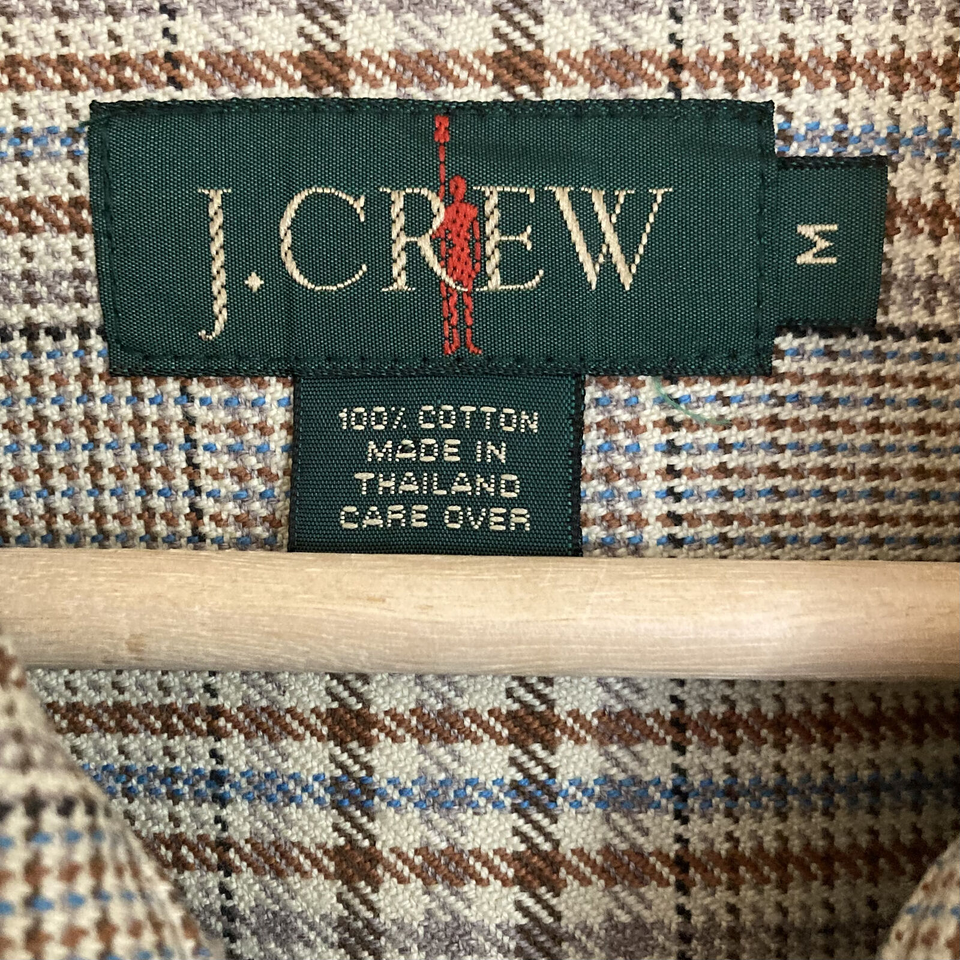 J.CREW
M
100% COTTON
MADE IN
THAILAND
CARE OVER